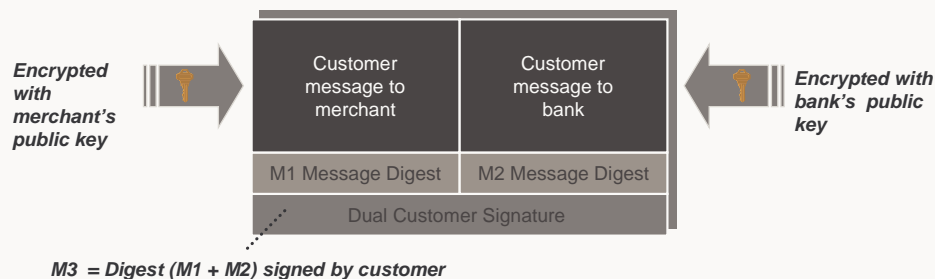 Encrypted
with
merchant's
public key
Customer
message to
merchant
Customer
message to
bank
Encrypted with
bank's public
key
M1 Message Digest
M2 Message Digest
Dual Customer Signature
M3 = Digest (M1 + M2) signed by customer